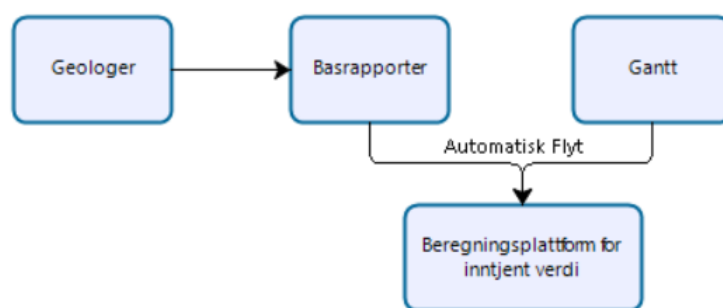 Geologer
Basrapporter
Gantt
Automatisk Flyt
Beregningsplattform for
inntjent verdi